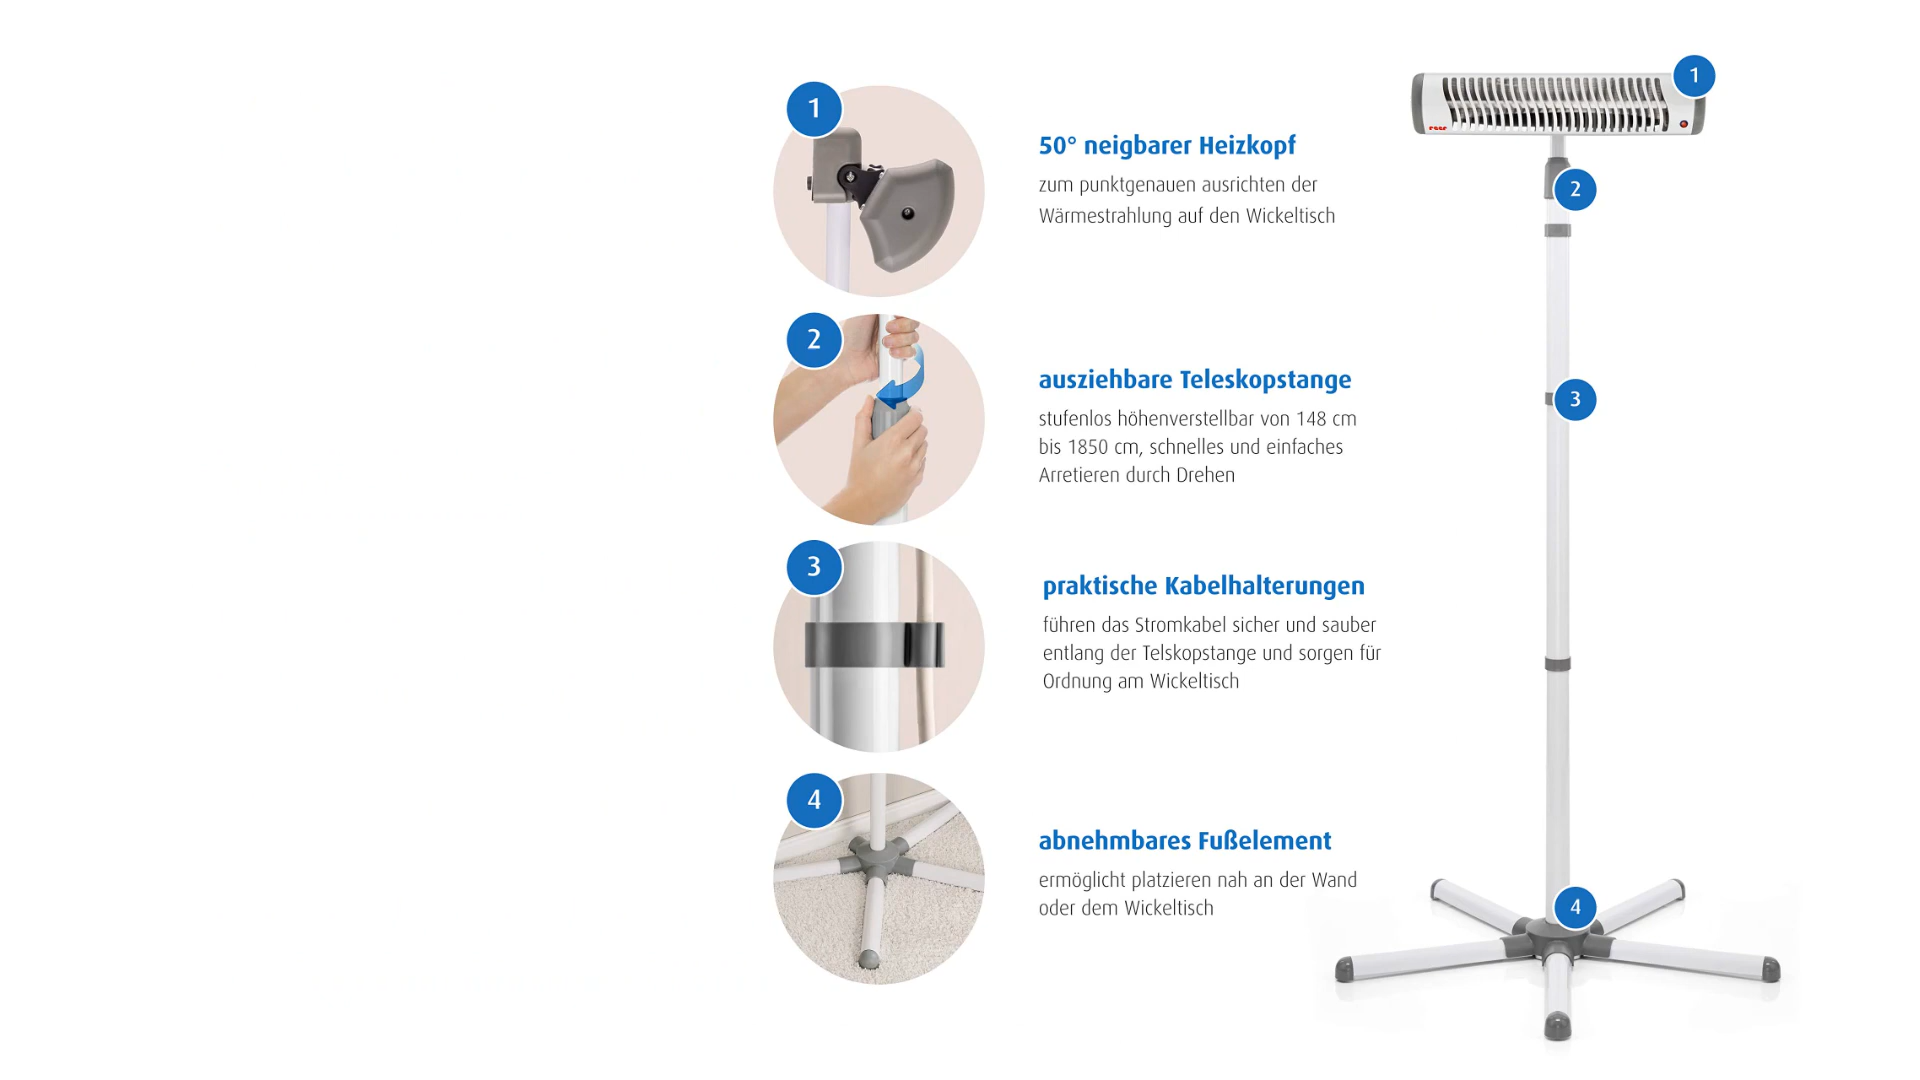 1
50° neigbarer Heizkopf
zum punktgenauen ausrichten der
Wärmestrahlung auf den Wickeltisch
2
ausziehbare Teleskopstange
stufenlos höhenverstellbar von 148 cm
bis 1850 cm, schnelles und einfaches
Arretieren durch Drehen
3
praktische Kabelhalterungen
führen das Stromkabel sicher und sauber
entlang der Telskopstange und sorgen für
Ordnung am Wickeltisch
4
abnehmbares Fußelement
ermöglicht platzieren nah an der Wand
oder dem Wickeltisch
1
reer
2
3
4